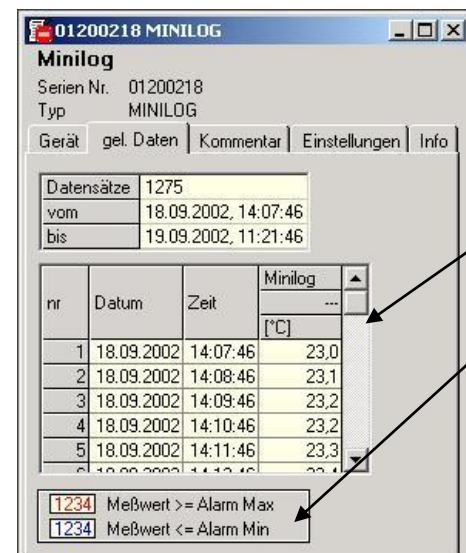 01200218 MINILOG
Minilog
Serien Nr. 01200218
Typ MINILOG
Gerät gel. Daten Kommentar Einstellungen Info
Datensätze 1275
vom 18.09.2002, 14:07:46
bis 19.09.2002, 11:21:46
nr Datum Zeit Minilog
---
[°C]
1 18.09.2002 14:07:46 23,0
2 18.09.2002 14:08:46 23,1
3 18.09.2002 14:09:46 23,2
4 18.09.2002 14:10:46 23,2
5 18.09.2002 14:11:46 23,3
1234 Meßwert >= Alarm Max
1234 Meßwert <= Alarm Min